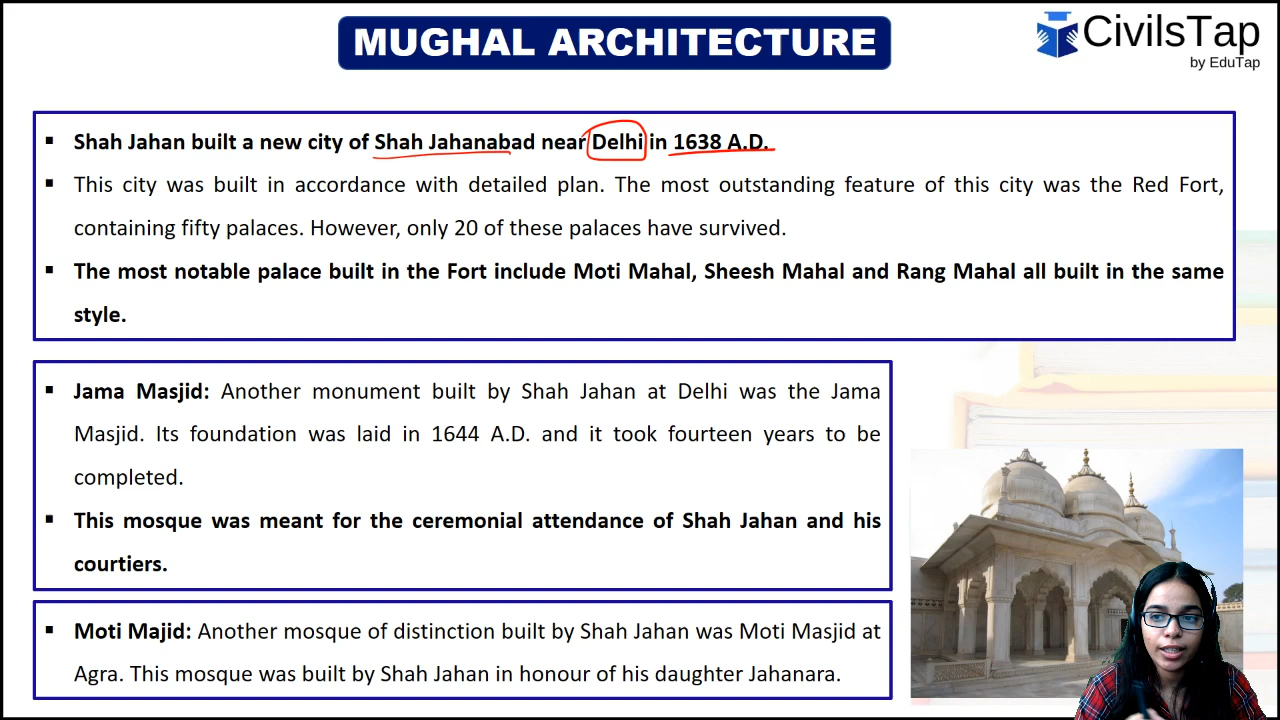 MUGHAL ARCHITECTURE
CivilsTap
by EduTap
▪ Shah Jahan built a new city of Shah Jahanabad near Delhi in 1638 A.D.
▪ This city was built in accordance with detailed plan. The most outstanding feature of this city was the Red Fort,
containing fifty palaces. However, only 20 of these palaces have survived.
▪ The most notable palace built in the Fort include Moti Mahal, Sheesh Mahal and Rang Mahal all built in the same
style.
▪ Jama Masjid: Another monument built by Shah Jahan at Delhi was the Jama
Masjid. Its foundation was laid in 1644 A.D. and it took fourteen years to be
completed.
▪ This mosque was meant for the ceremonial attendance of Shah Jahan and his
courtiers.
▪ Moti Majid: Another mosque of distinction built by Shah Jahan was Moti Masjid at
Agra. This mosque was built by Shah Jahan in honour of his daughter Jahanara.